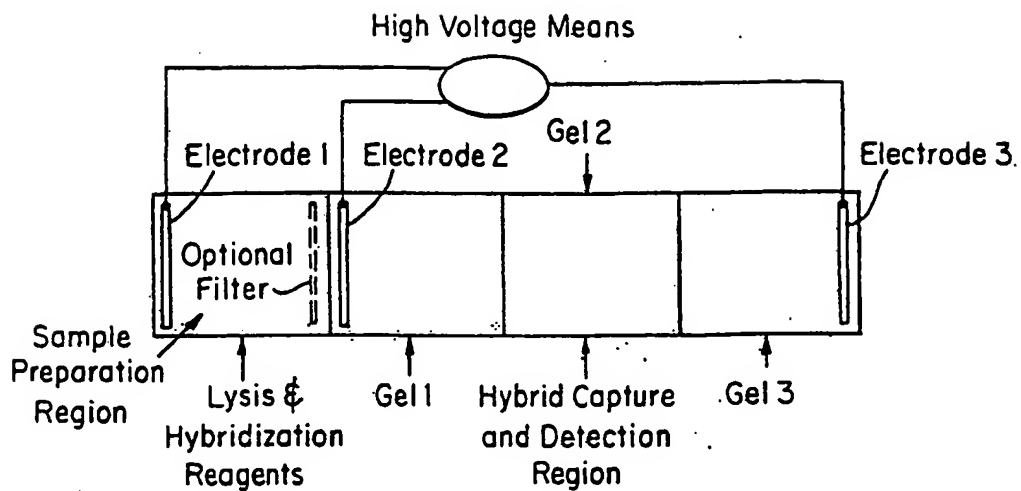 High Voltage Means
Gel 2
Electrode 1
Electrode 2
Electrode 3
Optional
Filter
Sample
Preparation
Region
Lysis &
Hybridization
Reagents
Gel 1
Hybrid Capture
and Detection
Region
Gel 3